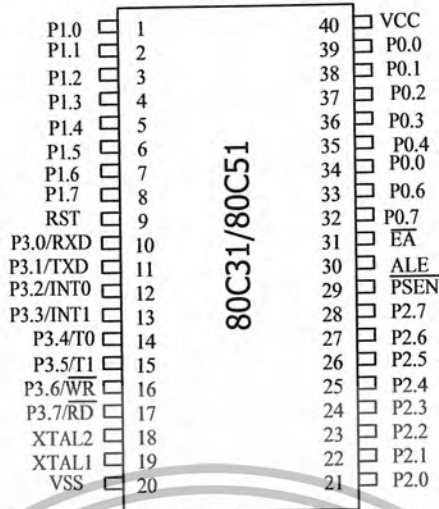 P1.0 1 40 VCC
P1.1 2 39 P0.0
P1.2 3 38 P0.1
P1.3 4 37 P0.2
P1.4 5 36 P0.3
P1.5 6 35 P0.4
P1.6 7 34 P0.0
P1.7 8 33 P0.6
RST 9 32 P0.7
P3.0/RXD 10 31 E̅A̅
P3.1/TXD 11 30 ALE
P3.2/INT0 12 29 P̅S̅E̅N̅
P3.3/INT1 13 28 P2.7
P3.4/T0 14 27 P2.6
P3.5/T1 15 26 P2.5
P3.6/W̅R̅ 16 25 P2.4
P3.7/R̅D̅ 17 24 P2.3
XTAL2 18 23 P2.2
XTAL1 19 22 P2.1
VSS 20 21 P2.0
80C31/80C51